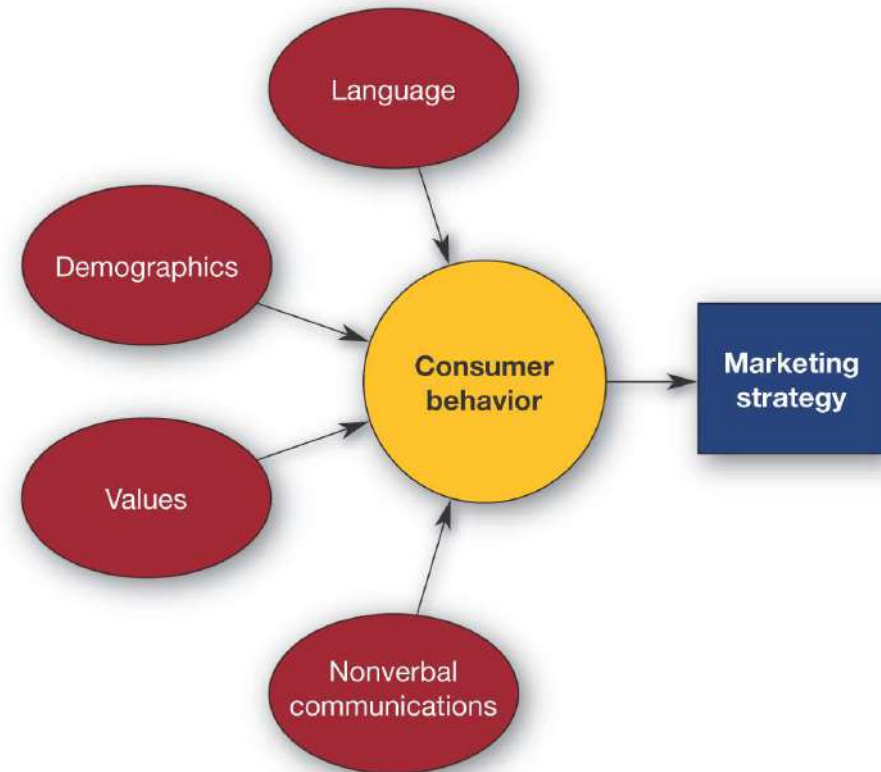 Language
Demographics
Values
Nonverbal
communications
Consumer
behavior
Marketing
strategy